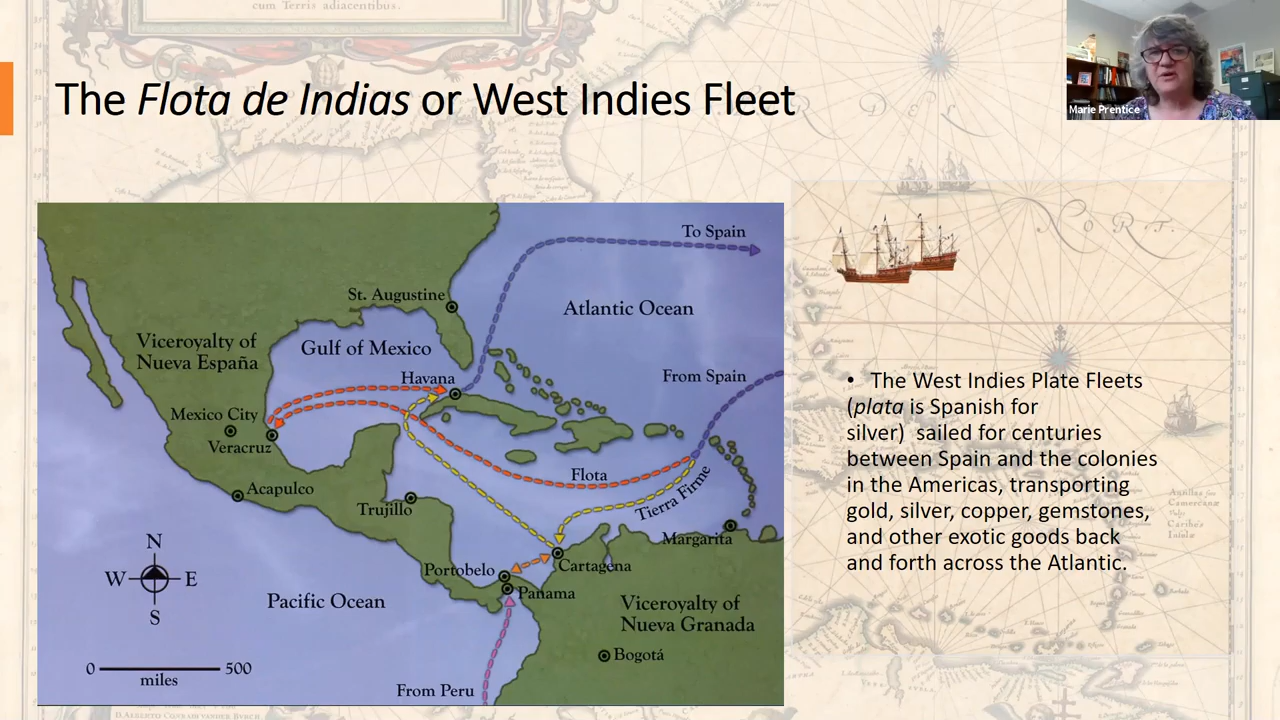 cum Terris adiacentibus.
The Flota de Indias or West Indies Fleet
Marie Prentice
To Spain
St. Augustine
Atlantic Ocean
Viceroyalty of
Nueva España
Gulf of Mexico
Havana
From Spain
Mexico City
Veracruz
Acapulco
Trujillo
Flota
Tierra Firme
Margarita
Cartagena
Portobelo
Panama
N
W
E
S
Pacific Ocean
Viceroyalty of
Nueva Granada
Bogotá
0
500
miles
From Peru
DEL
NORT.
• The West Indies Plate Fleets
(plata is Spanish for
silver) sailed for centuries
between Spain and the colonies
in the Americas, transporting
gold, silver, copper, gemstones,
and other exotic goods back
and forth across the Atlantic.